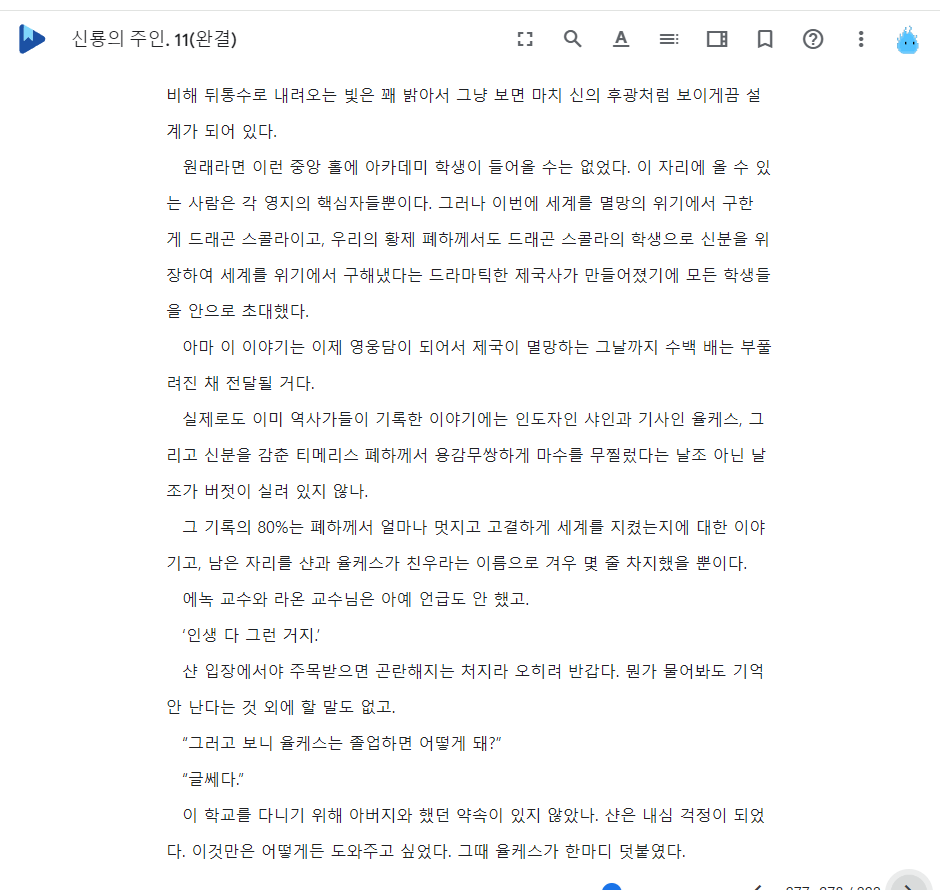 신룡의 주인. 11(완결)
비해 뒤통수로 내려오는 빛은 꽤 밝아서 그냥 보면 마치 신의 후광처럼 보이게끔 설
계가 되어 있다.
원래라면 이런 중앙 홀에 아카데미 학생이 들어올 수는 없었다. 이 자리에 올 수 있
는 사람은 각 영지의 핵심자들뿐이다. 그러나 이번에 세계를 멸망의 위기에서 구한
게 드래곤 스콜라이고, 우리의 황제 폐하께서도 드래곤 스콜라의 학생으로 신분을 위
장하여 세계를 위기에서 구해냈다는 드라마틱한 제국사가 만들어졌기에 모든 학생들
을 안으로 초대했다.
아마 이 이야기는 이제 영웅담이 되어서 제국이 멸망하는 그날까지 수백 배는 부풀
려진 채 전달될 거다.
실제로도 이미 역사가들이 기록한 이야기에는 인도자인 샤인과 기사인 율케스, 그
리고 신분을 감춘 티메리스 폐하께서 용감무쌍하게 마수를 무찔렀다는 날조 아닌 날
조가 버젓이 실려 있지 않나.
그 기록의 80%는 폐하께서 얼마나 멋지고 고결하게 세계를 지켰는지에 대한 이야
기고, 남은 자리를 샨과 율케스가 친우라는 이름으로 겨우 몇 줄 차지했을 뿐이다.
에녹 교수와 라온 교수님은 아예 언급도 안 했고.
‘인생 다 그런 거지.’
샨 입장에서야 주목받으면 곤란해지는 처지라 오히려 반갑다. 뭔가 물어봐도 기억
안 난다는 것 외에 할 말도 없고.
“그러고 보니 율케스는 졸업하면 어떻게 돼?”
“글쎄다.”
이 학교를 다니기 위해 아버지와 했던 약속이 있지 않았나. 샨은 내심 걱정이 되었
다. 이것만은 어떻게든 도와주고 싶었다. 그때 율케스가 한마디 덧붙였다.